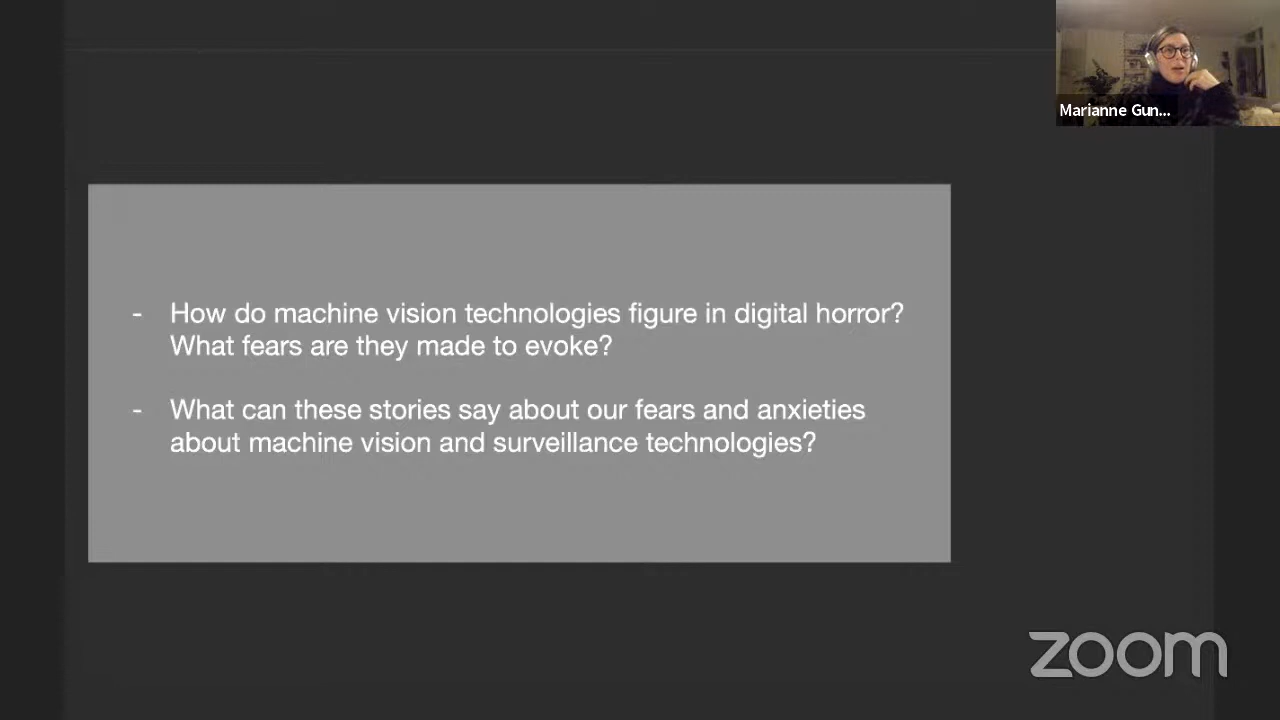 Marianne Gun...
- How do machine vision technologies figure in digital horror?
What fears are they made to evoke?
- What can these stories say about our fears and anxieties
about machine vision and surveillance technologies?
zoom